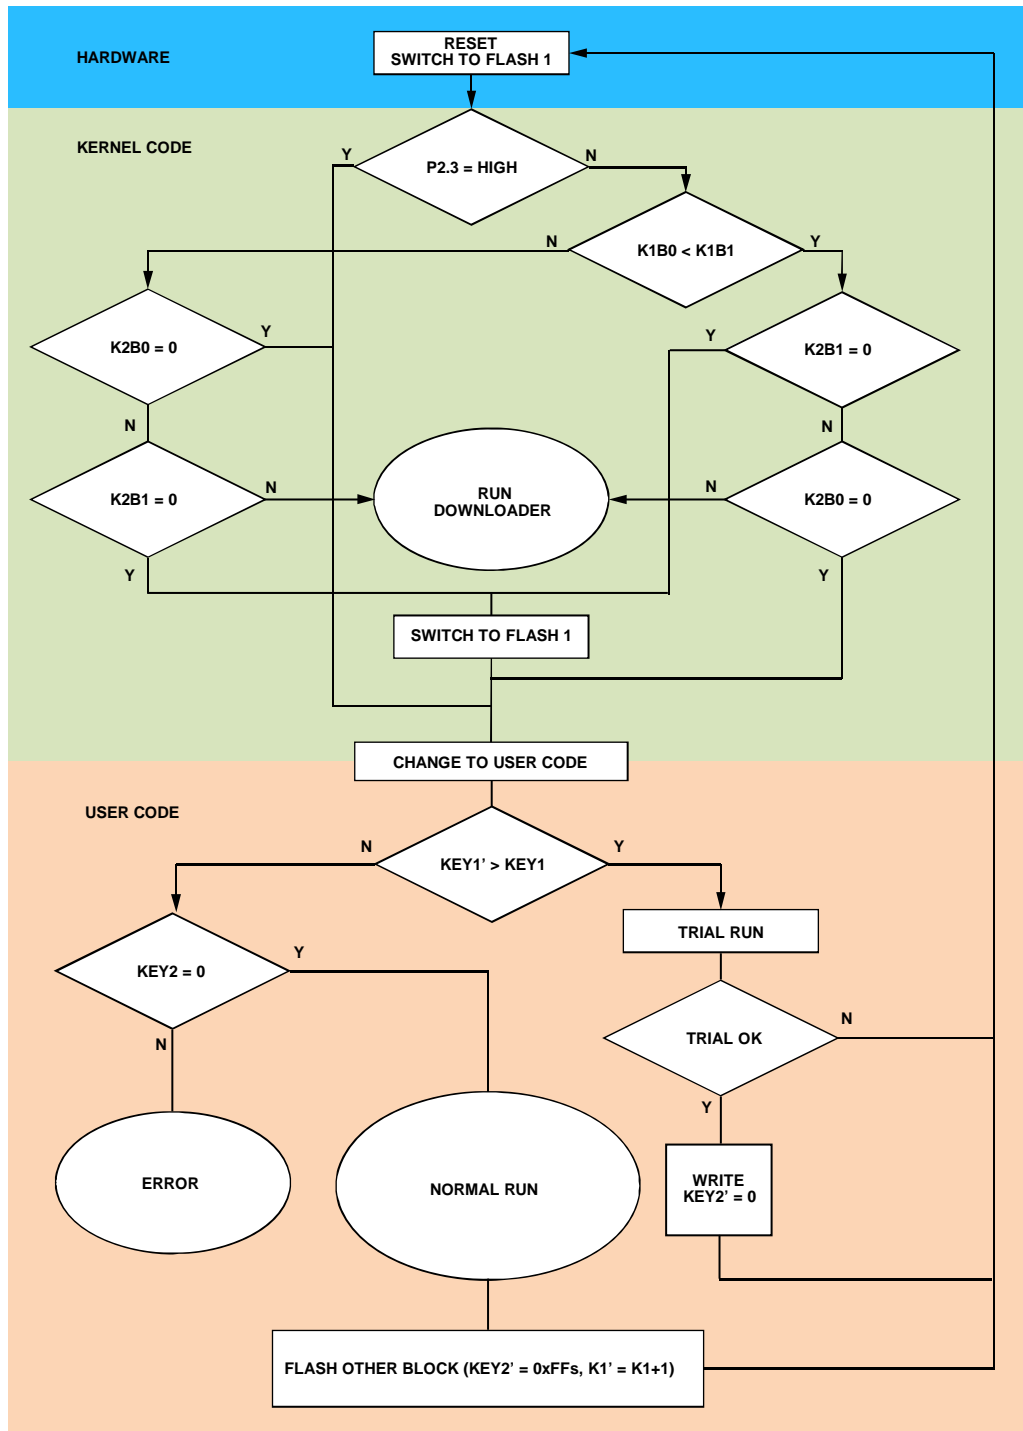 RESET
SWITCH TO FLASH 1
HARDWARE
KERNEL CODE
Y
P2.3 = HIGH
N
N
K1B0 < K1B1
Y
K2B0 = 0
Y
Y
K2B1 = 0
N
N
K2B1 = 0
N
RUN
DOWNLOADER
N
K2B0 = 0
Y
Y
SWITCH TO FLASH 1
CHANGE TO USER CODE
USER CODE
N
KEY1' > KEY1
Y
TRIAL RUN
KEY2 = 0
Y
N
TRIAL OK
N
Y
ERROR
NORMAL RUN
WRITE
KEY2' = 0
FLASH OTHER BLOCK (KEY2' = 0xFFs, K1' = K1+1)